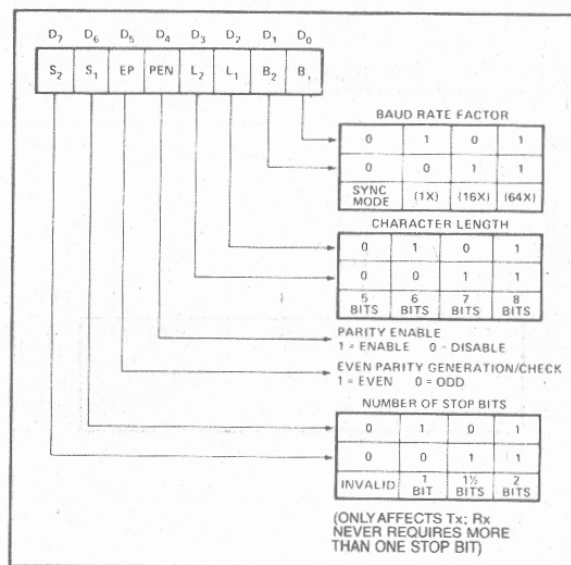 D7 D6 D5 D4 D3 D2 D1 D0
S2 S1 EP PEN L2 L1 B2 B1
BAUD RATE FACTOR
0 1 0 1
0 0 1 1
SYNC MODE (1X) (16X) (64X)
CHARACTER LENGTH
0 1 0 1
0 0 1 1
5 BITS 6 BITS 7 BITS 8 BITS
PARITY ENABLE
1 = ENABLE 0 - DISABLE
EVEN PARITY GENERATION/CHECK
1 = EVEN 0 = ODD
NUMBER OF STOP BITS
0 1 0 1
0 0 1 1
INVALID 1 BIT 1½ BITS 2 BITS
(ONLY AFFECTS Tx; Rx
NEVER REQUIRES MORE
THAN ONE STOP BIT)